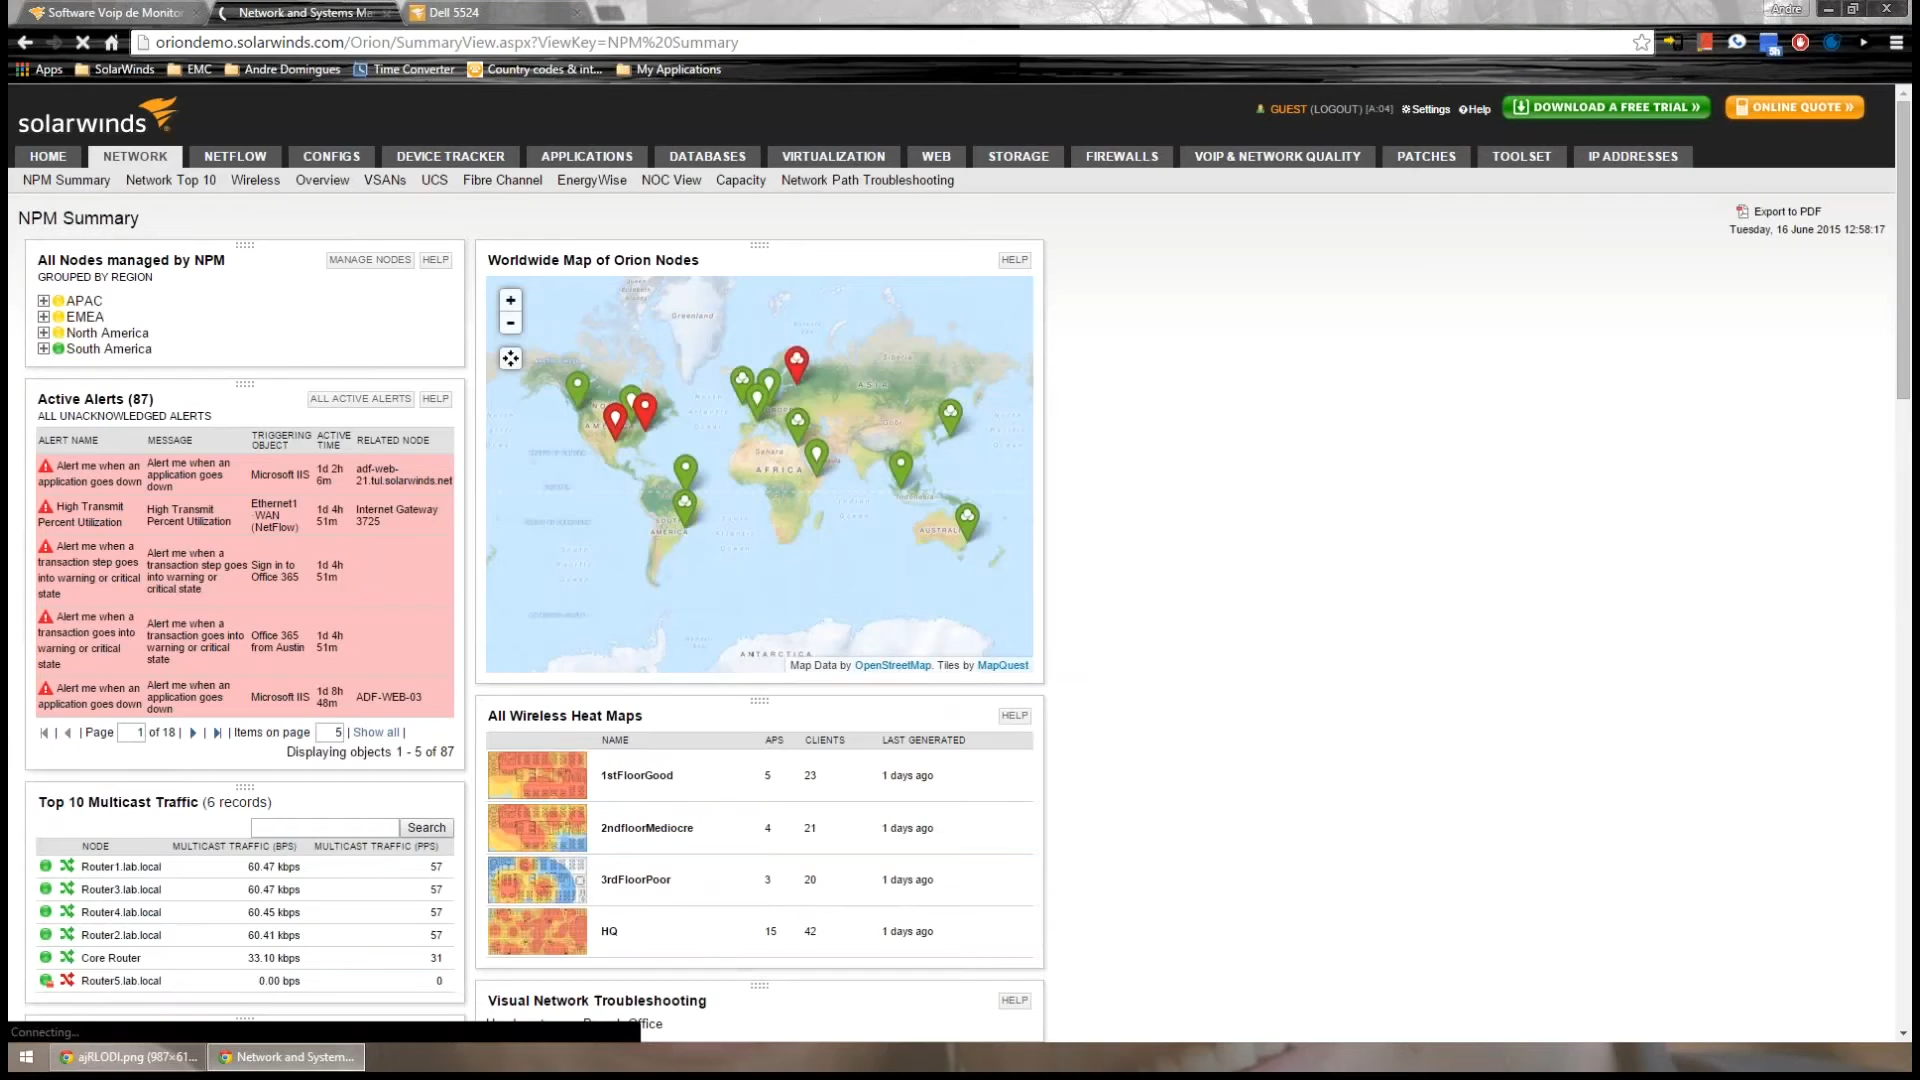 Software Voip de Monitor
Network and Systems Ma
Dell 5524
Andre
oriondemo.solarwinds.com/Orion/SummaryView.aspx?ViewKey=NPM%20Summary
Apps
SolarWinds
EMC
Andre Domingues
Time Converter
Country codes & int...
My Applications
solarwinds
GUEST (LOGOUT) [A:04]
Settings
Help
DOWNLOAD A FREE TRIAL »
ONLINE QUOTE »
HOME NETWORK NETFLOW CONFIGS DEVICE TRACKER APPLICATIONS DATABASES VIRTUALIZATION WEB STORAGE FIREWALLS VOIP & NETWORK QUALITY PATCHES TOOLSET IP ADDRESSES
NPM Summary Network Top 10 Wireless Overview VSANs UCS Fibre Channel EnergyWise NOC View Capacity Network Path Troubleshooting
NPM Summary
Export to PDF
Tuesday, 16 June 2015 12:58:17
All Nodes managed by NPM
MANAGE NODES HELP
GROUPED BY REGION
APAC
EMEA
North America
South America
Active Alerts (87)
ALL ACTIVE ALERTS HELP
ALL UNACKNOWLEDGED ALERTS
ALERT NAME MESSAGE TRIGGERING OBJECT ACTIVE TIME RELATED NODE
Alert me when an application goes down Alert me when an application goes down Microsoft IIS 1d 2h 6m adf-web-21.tul.solarwinds.net
High Transmit Percent Utilization High Transmit Percent Utilization Ethernet1 WAN (NetFlow) 1d 4h 51m Internet Gateway 3725
Alert me when a transaction step goes into warning or critical state Alert me when a transaction step goes into warning or critical state Sign in to Office 365 1d 4h 51m
Alert me when a transaction goes into warning or critical state Alert me when a transaction goes into warning or critical state Office 365 from Austin 1d 4h 51m
Alert me when an application goes down Alert me when an application goes down Microsoft IIS 1d 8h 48m ADF-WEB-03
| | Page 1 of 18 | | | Items on page 5 | Show all |
Displaying objects 1 - 5 of 87
Top 10 Multicast Traffic (6 records)
Search
NODE MULTICAST TRAFFIC (BPS) MULTICAST TRAFFIC (PPS)
Router1.lab.local 60.47 kbps 57
Router3.lab.local 60.47 kbps 57
Router4.lab.local 60.45 kbps 57
Router2.lab.local 60.41 kbps 57
Core Router 33.10 kbps 31
Router5.lab.local 0.00 bps 0
Worldwide Map of Orion Nodes
HELP
+
-
Greenland
ASIA
Sahara
AFRICA
SOUTH
AMERICA
AUSTRALIA
ANTARCTICA
Map Data by OpenStreetMap. Tiles by MapQuest
All Wireless Heat Maps
HELP
NAME APS CLIENTS LAST GENERATED
1stFloorGood 5 23 1 days ago
2ndfloorMediocre 4 21 1 days ago
3rdFloorPoor 3 20 1 days ago
HQ 15 42 1 days ago
Visual Network Troubleshooting
HELP
Office
Connecting...
ajRLODl.png (987×61...
Network and System...